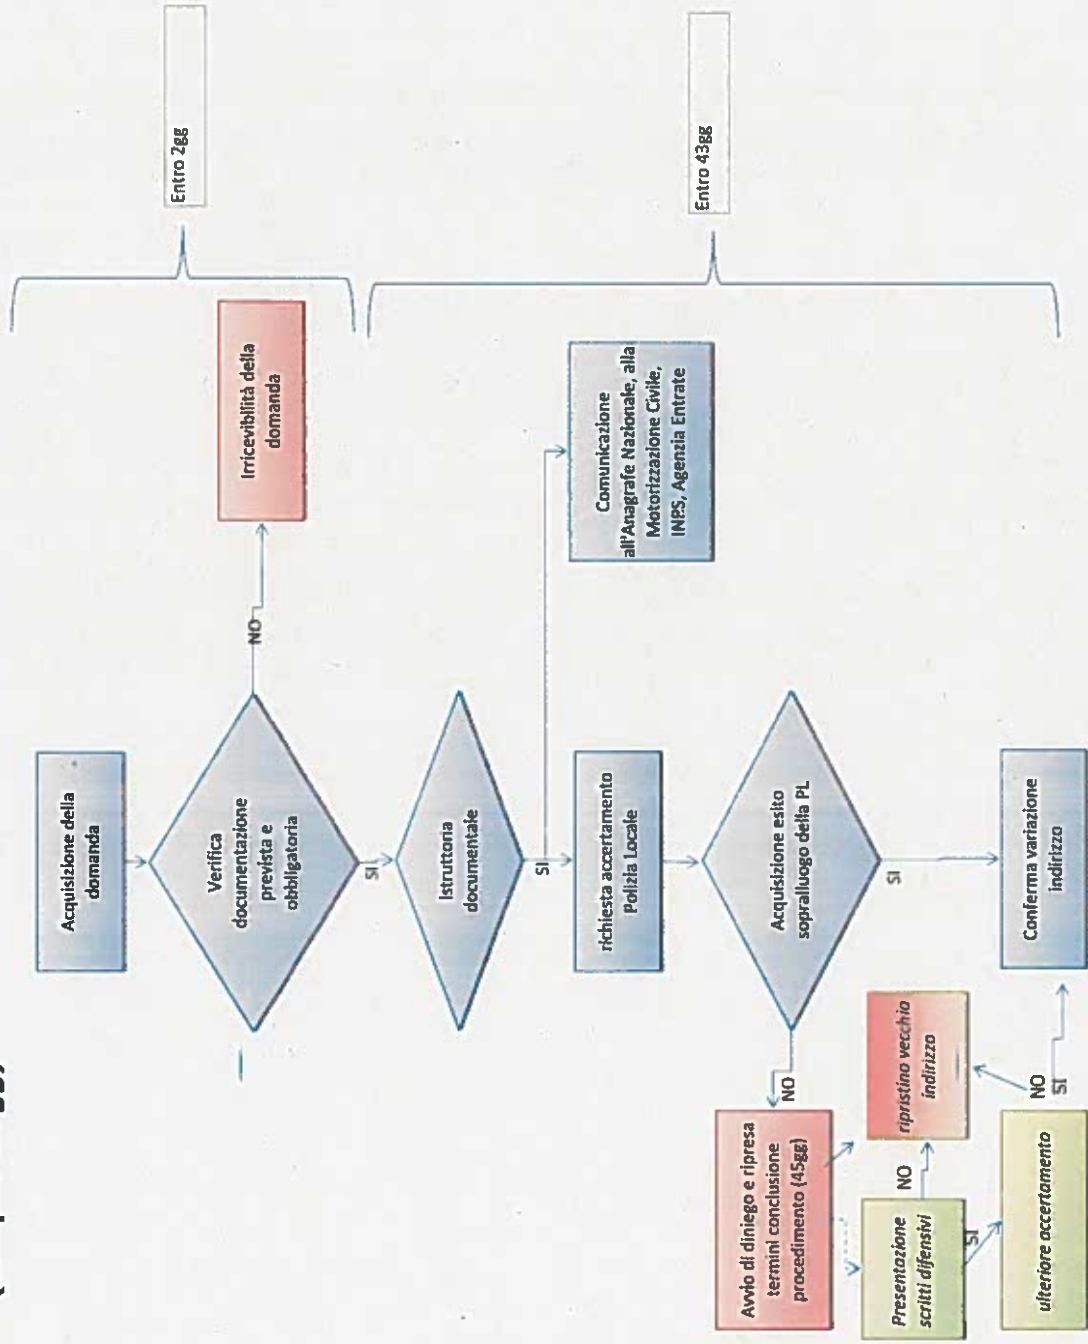 Acquisizione della
domanda
Verifica
documentazione
prevista e
obbligatoria
NO
Irricevibilità della
domanda
Entro 2gg
SI
Istruttoria
documentale
SI
Comunicazione
all'Anagrafe Nazionale, alla
Motorizzazione Civile,
INPS, Agenzia Entrate
richiesta accertamento
Polizia Locale
Entro 43gg
Acquisizione esito
sopralluogo della PL
NO
SI
Avvio di diniego e ripresa
termini conclusione
procedimento (45gg)
ripristino vecchio
indirizzo
Presentazione
scritti difensivi
NO
SI
ulteriore accertamento
NO
SI
Conferma variazione
indirizzo